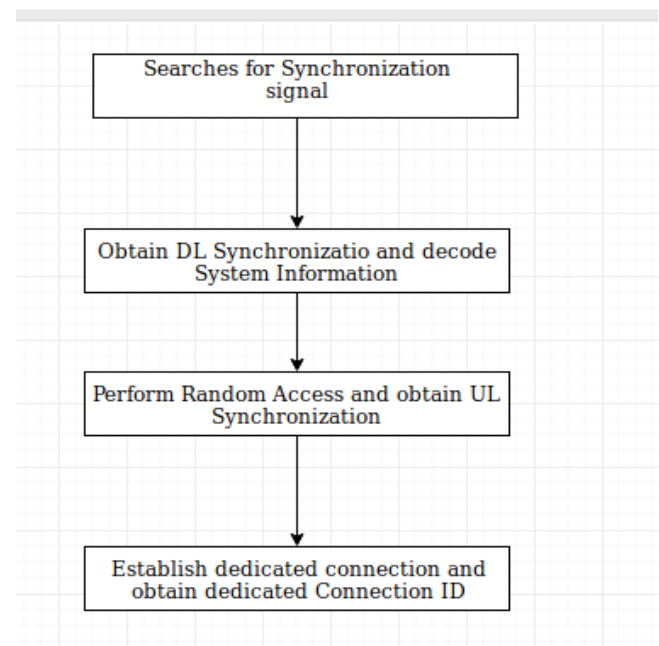 Searches for Synchronization
signal
Obtain DL Synchronizatio and decode
System Information
Perform Random Access and obtain UL
Synchronization
Establish dedicated connection and
obtain dedicated Connection ID